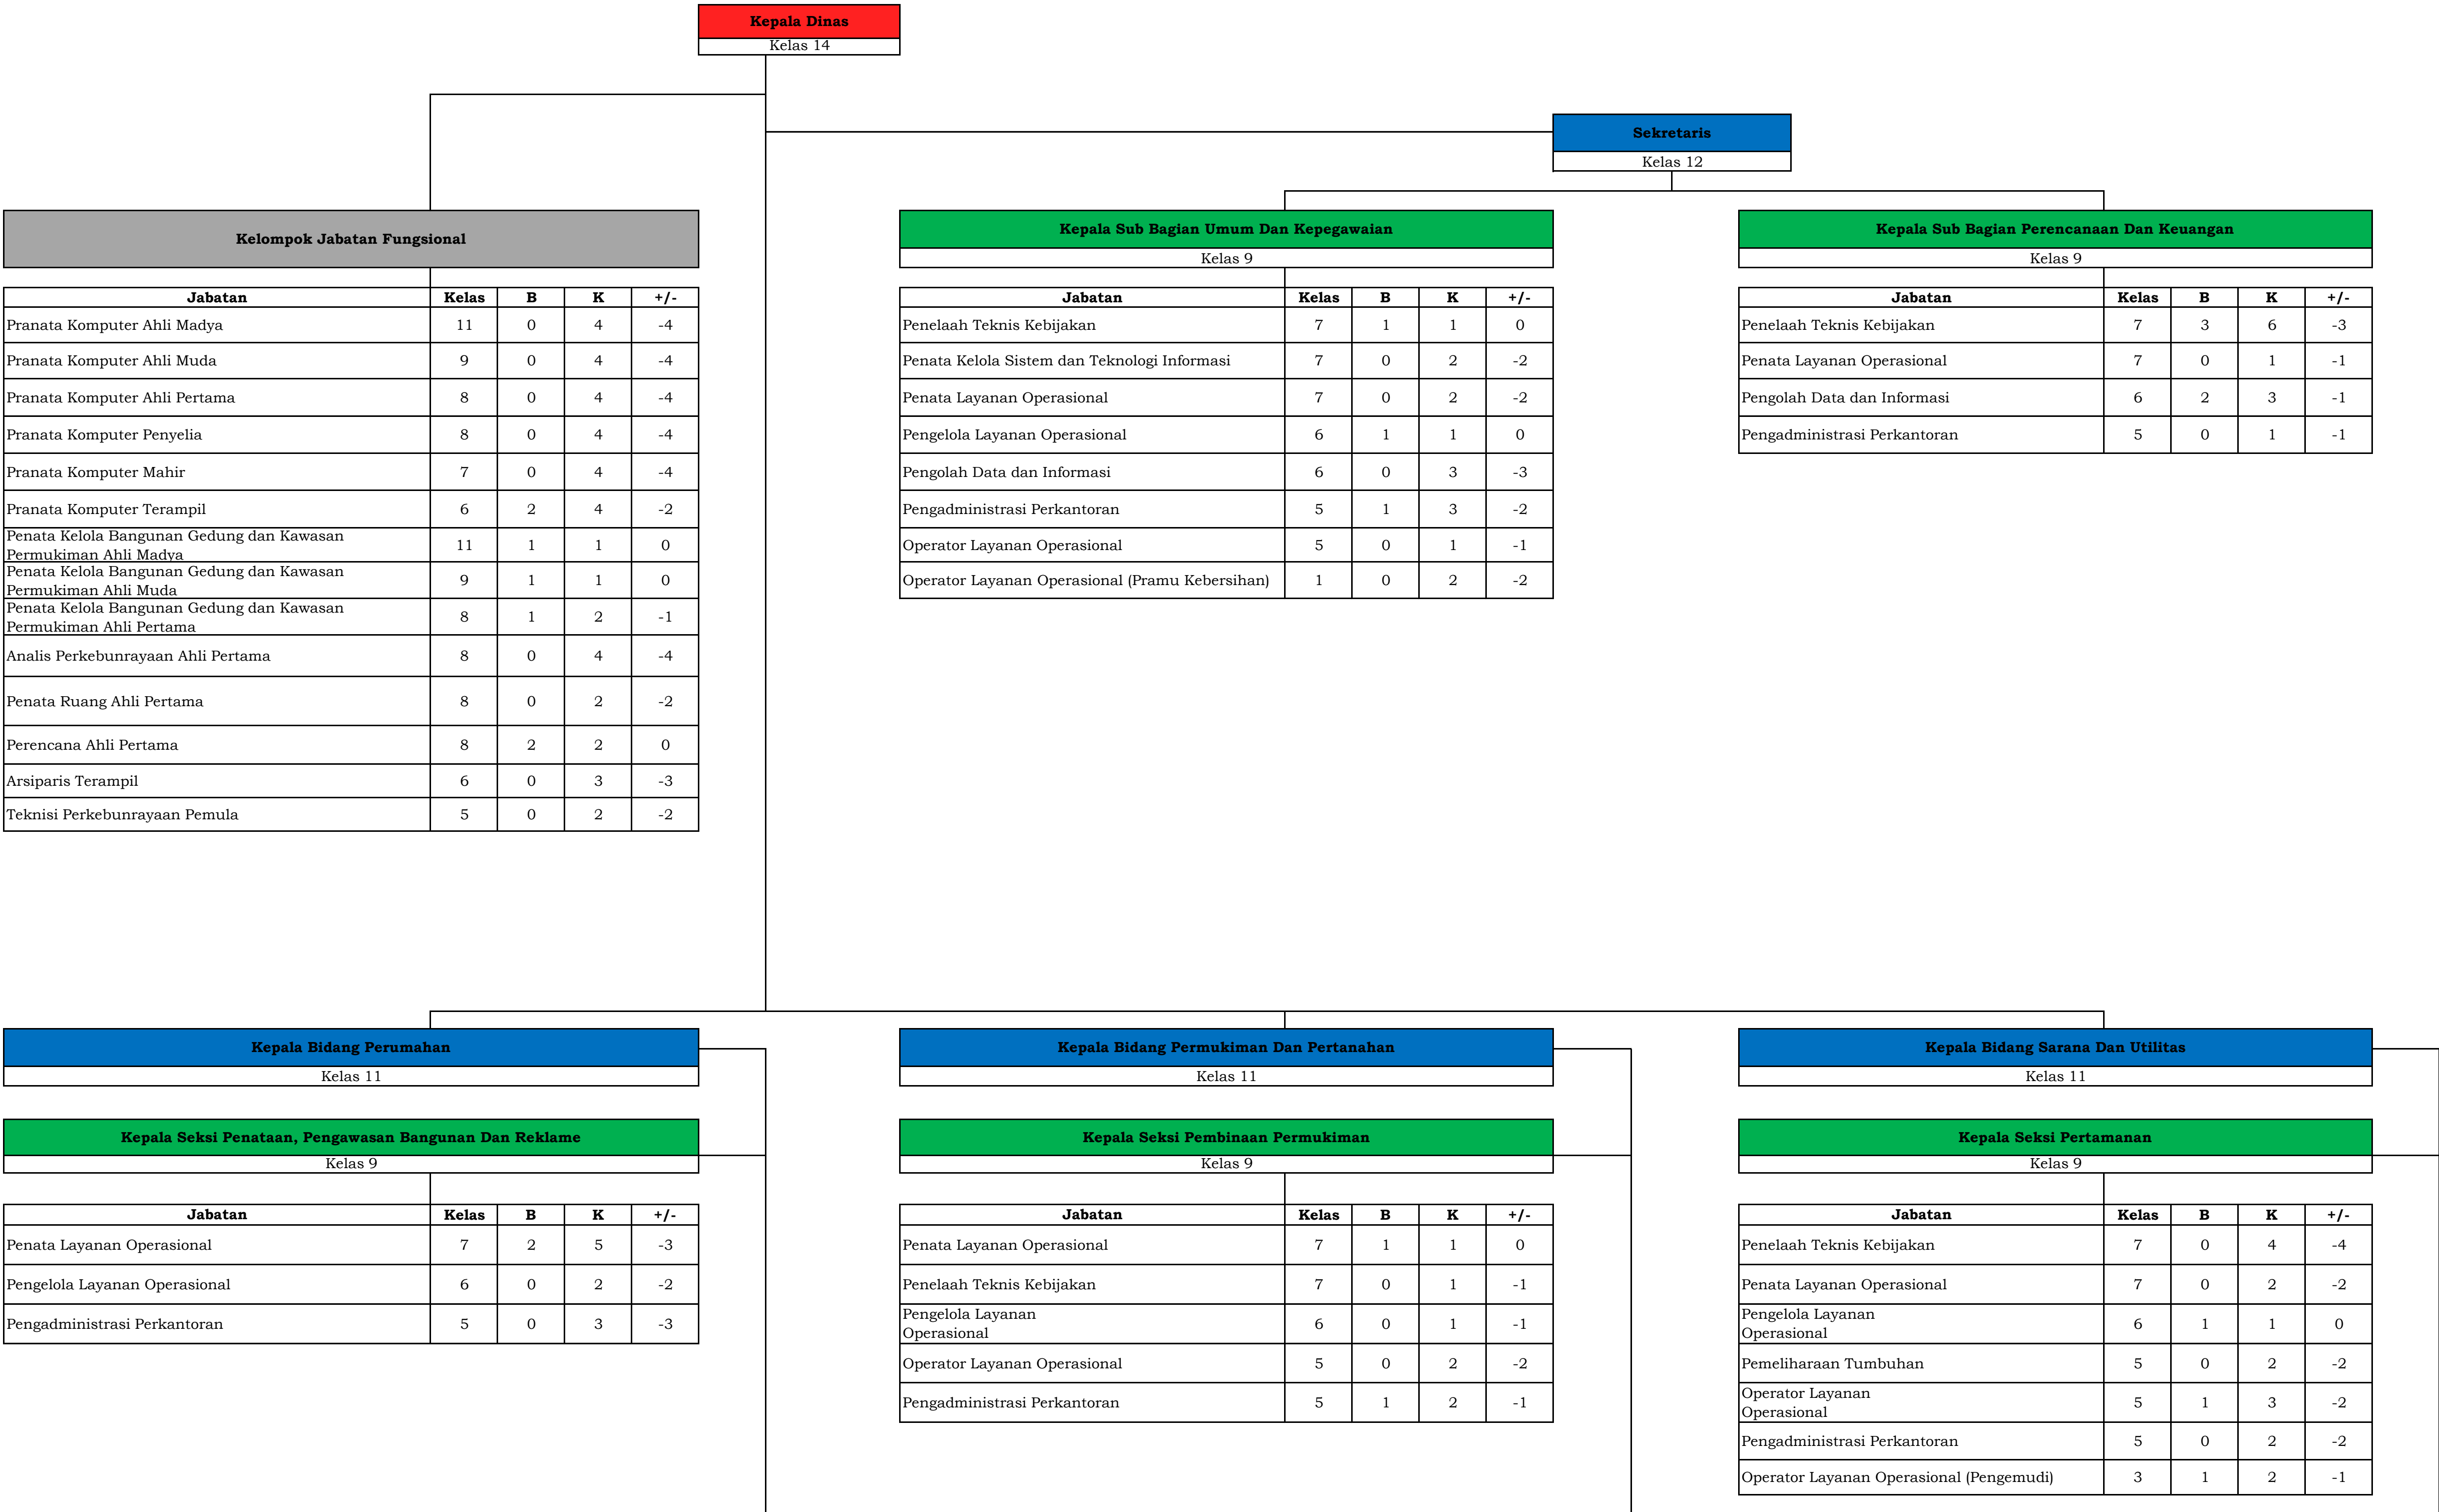 Kepala Dinas
Kelas 14
Sekretaris
Kelas 12
Kelompok Jabatan Fungsional
Jabatan Kelas B K +/-
Pranata Komputer Ahli Madya 11 0 4 -4
Pranata Komputer Ahli Muda 9 0 4 -4
Pranata Komputer Ahli Pertama 8 0 4 -4
Pranata Komputer Penyelia 8 0 4 -4
Pranata Komputer Mahir 7 0 4 -4
Pranata Komputer Terampil 6 2 4 -2
Penata Kelola Bangunan Gedung dan Kawasan
Permukiman Ahli Madya 11 1 1 0
Penata Kelola Bangunan Gedung dan Kawasan
Permukiman Ahli Muda 9 1 1 0
Penata Kelola Bangunan Gedung dan Kawasan
Permukiman Ahli Pertama 8 1 2 -1
Analis Perkebunrayaan Ahli Pertama 8 0 4 -4
Penata Ruang Ahli Pertama 8 0 2 -2
Perencana Ahli Pertama 8 2 2 0
Arsiparis Terampil 6 0 3 -3
Teknisi Perkebunrayaan Pemula 5 0 2 -2
Kepala Sub Bagian Umum Dan Kepegawaian
Kelas 9
Jabatan Kelas B K +/-
Penelaah Teknis Kebijakan 7 1 1 0
Penata Kelola Sistem dan Teknologi Informasi 7 0 2 -2
Penata Layanan Operasional 7 0 2 -2
Pengelola Layanan Operasional 6 1 1 0
Pengolah Data dan Informasi 6 0 3 -3
Pengadministrasi Perkantoran 5 1 3 -2
Operator Layanan Operasional 5 0 1 -1
Operator Layanan Operasional (Pramu Kebersihan) 1 0 2 -2
Kepala Sub Bagian Perencanaan Dan Keuangan
Kelas 9
Jabatan Kelas B K +/-
Penelaah Teknis Kebijakan 7 3 6 -3
Penata Layanan Operasional 7 0 1 -1
Pengolah Data dan Informasi 6 2 3 -1
Pengadministrasi Perkantoran 5 0 1 -1
Kepala Bidang Perumahan
Kelas 11
Kepala Seksi Penataan, Pengawasan Bangunan Dan Reklame
Kelas 9
Jabatan Kelas B K +/-
Penata Layanan Operasional 7 2 5 -3
Pengelola Layanan Operasional 6 0 2 -2
Pengadministrasi Perkantoran 5 0 3 -3
Kepala Bidang Permukiman Dan Pertanahan
Kelas 11
Kepala Seksi Pembinaan Permukiman
Kelas 9
Jabatan Kelas B K +/-
Penata Layanan Operasional 7 1 1 0
Penelaah Teknis Kebijakan 7 0 1 -1
Pengelola Layanan
Operasional 6 0 1 -1
Operator Layanan Operasional 5 0 2 -2
Pengadministrasi Perkantoran 5 1 2 -1
Kepala Bidang Sarana Dan Utilitas
Kelas 11
Kepala Seksi Pertamanan
Kelas 9
Jabatan Kelas B K +/-
Penelaah Teknis Kebijakan 7 0 4 -4
Penata Layanan Operasional 7 0 2 -2
Pengelola Layanan
Operasional 6 1 1 0
Pemeliharaan Tumbuhan 5 0 2 -2
Operator Layanan
Operasional 5 1 3 -2
Pengadministrasi Perkantoran 5 0 2 -2
Operator Layanan Operasional (Pengemudi) 3 1 2 -1